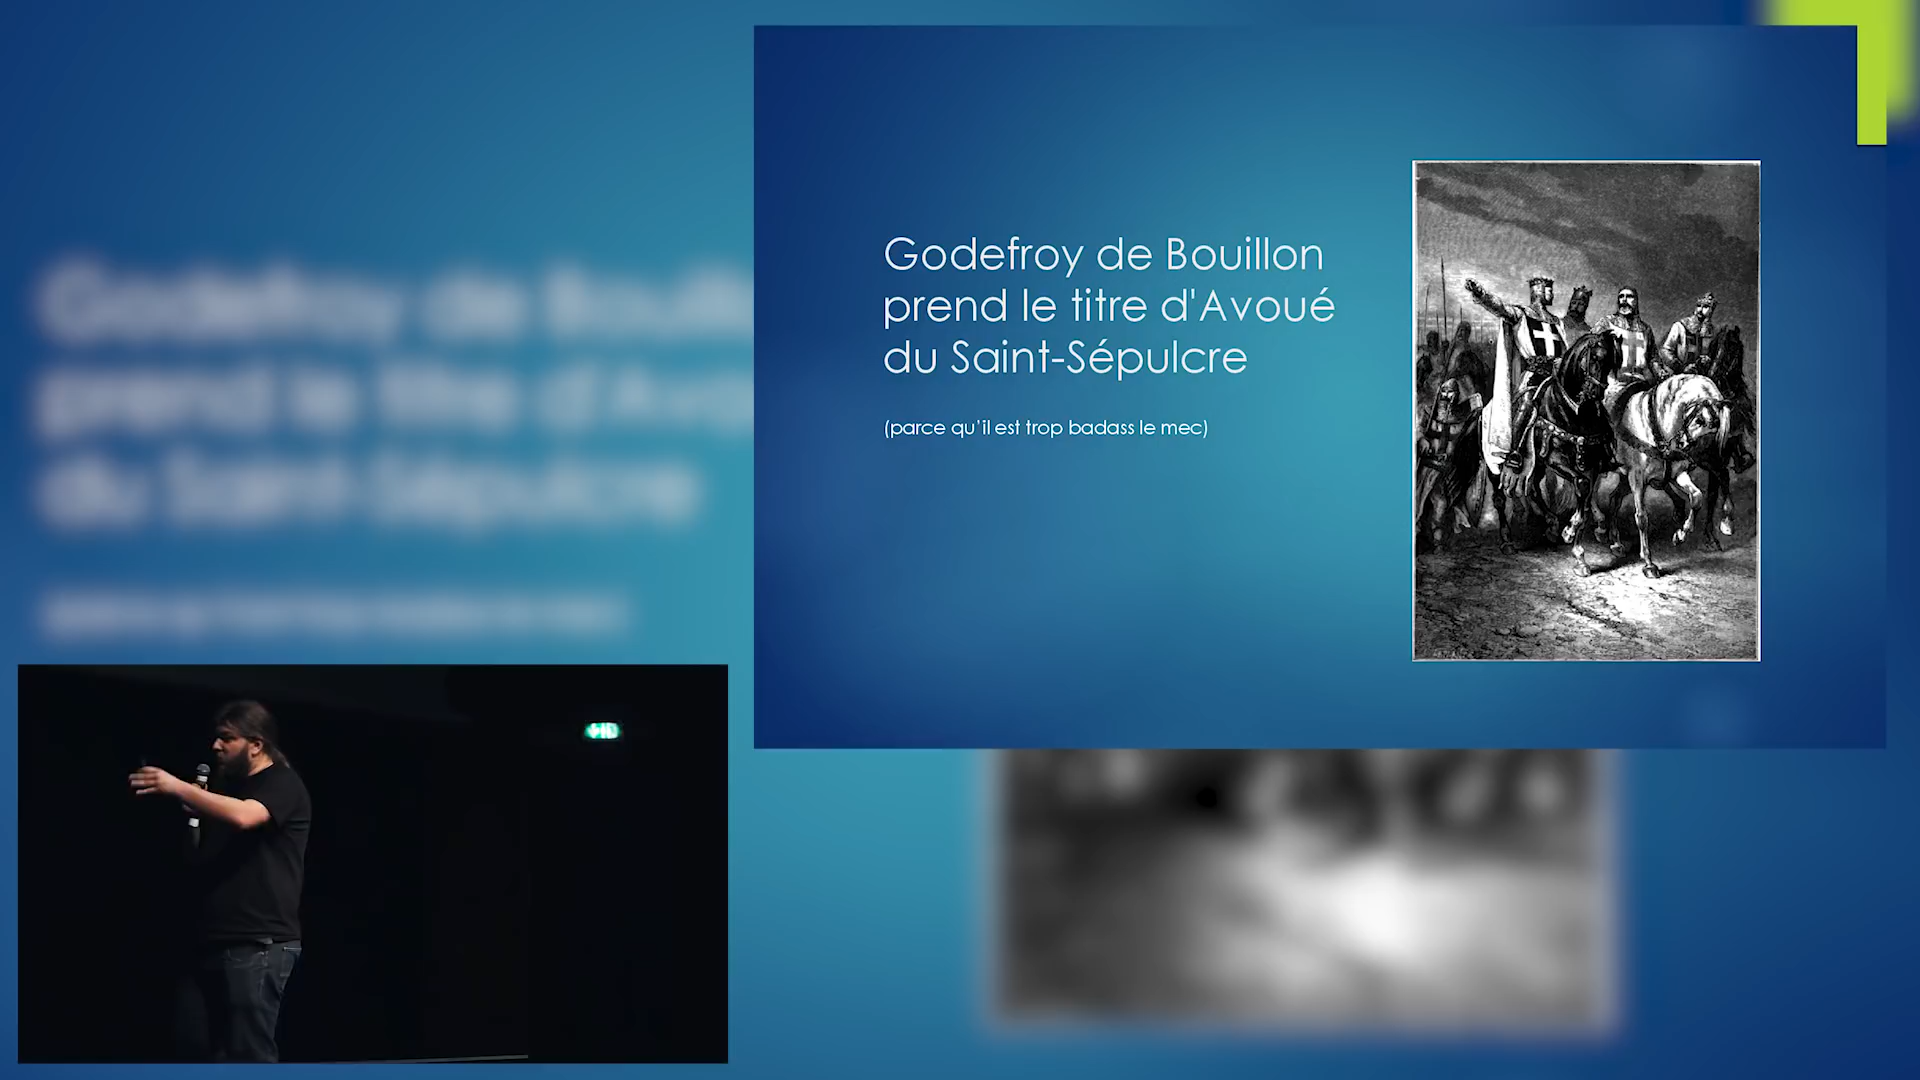 Godefroy de Bouillon
prend le titre d'Avoué
du Saint-Sépulcre
(parce qu'il est trop badass le mec)